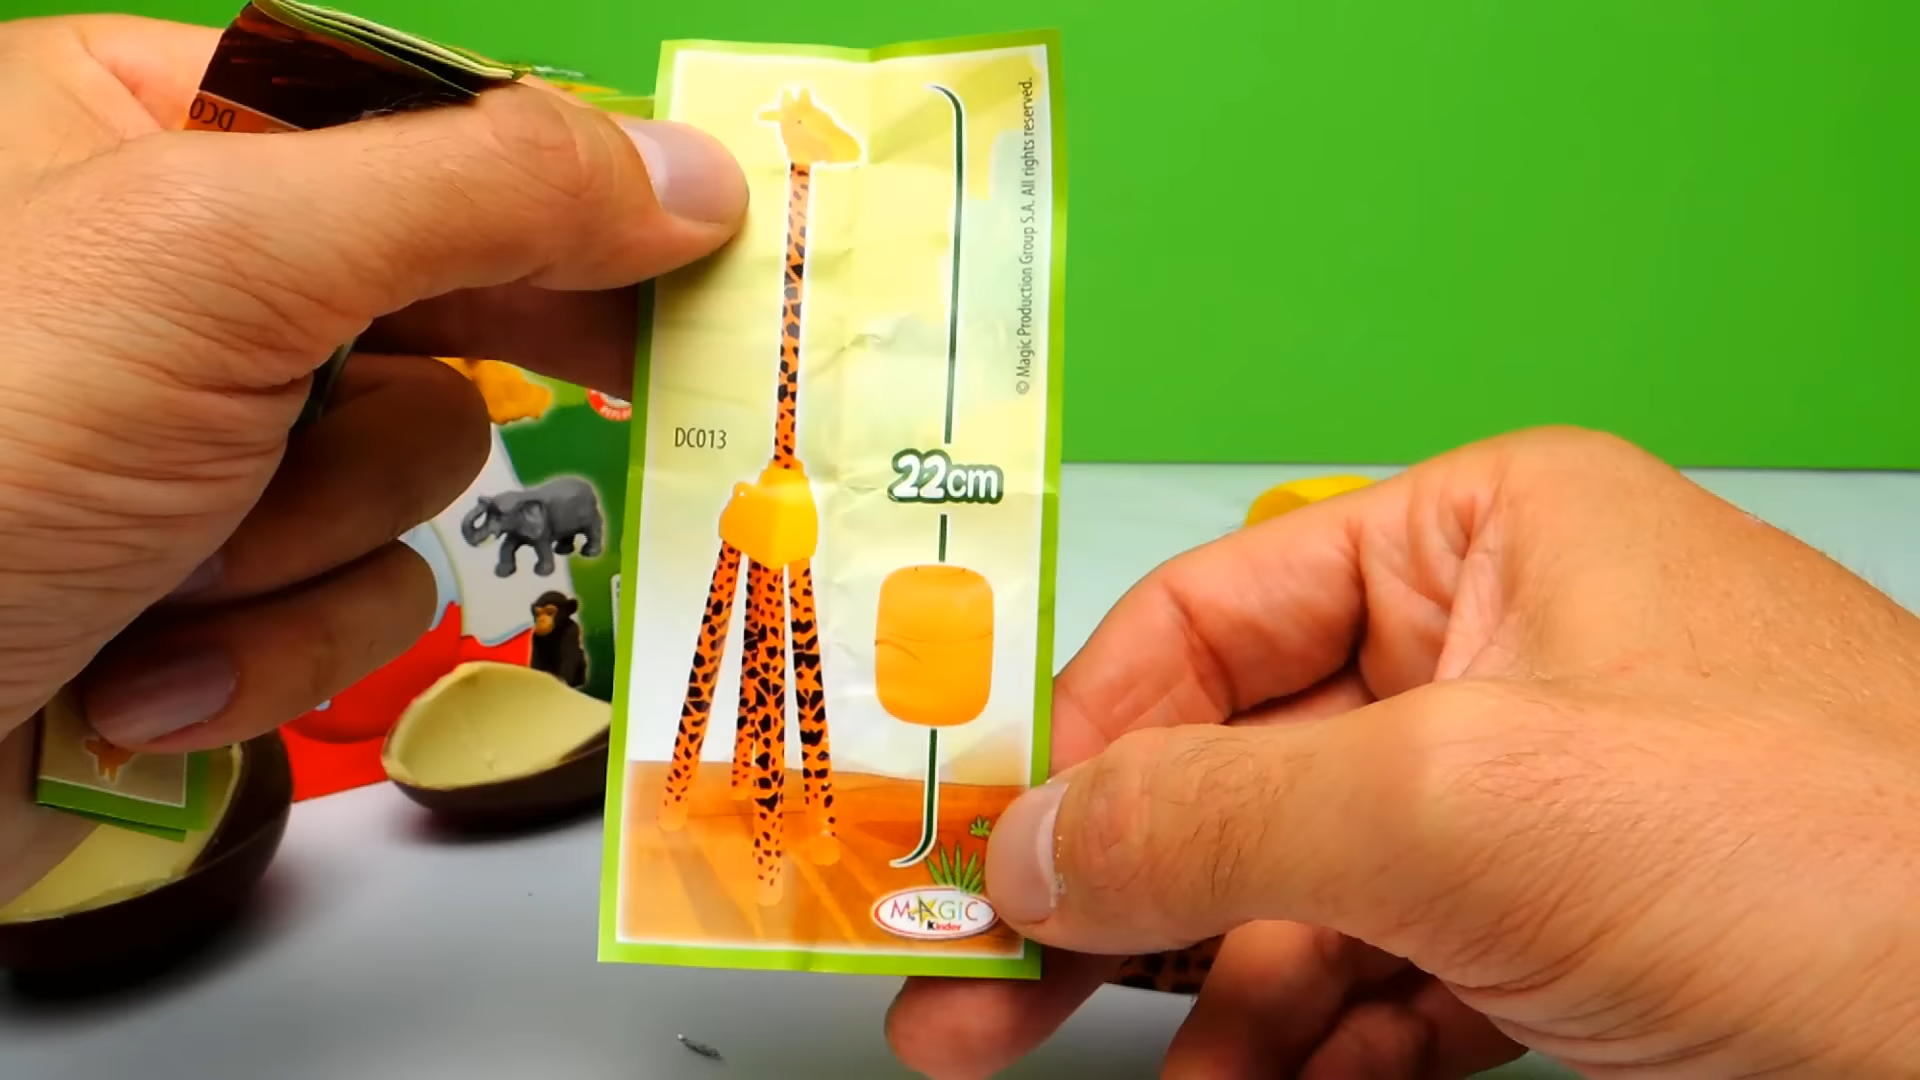 DC0
© Magic Production Group S.A. All rights reserved.
DC013
22cm
MAGIC
Kinder